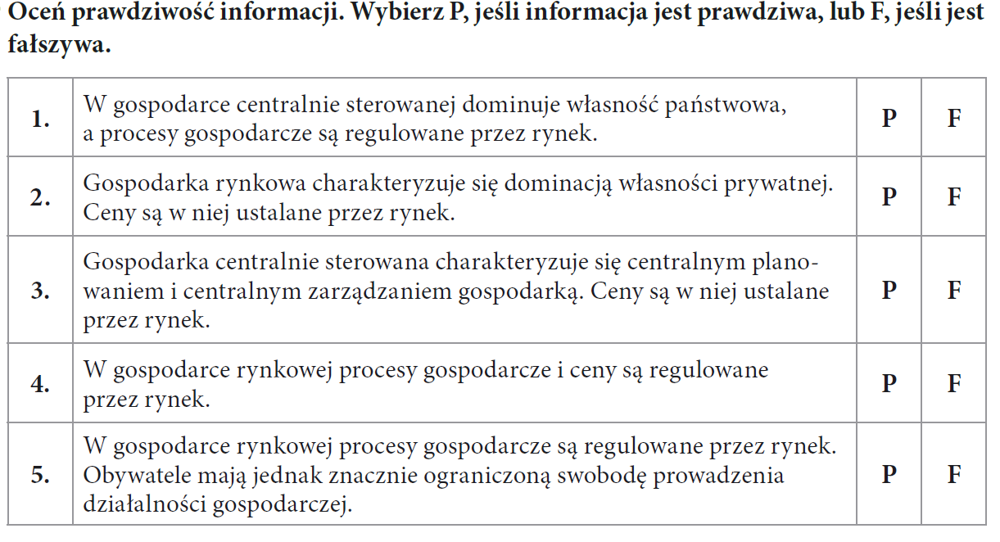 Oceń prawdziwość informacji. Wybierz P, jeśli informacja jest prawdziwa, lub F, jeśli jest
fałszywa.
1. W gospodarce centralnie sterowanej dominuje własność państwowa,
a procesy gospodarcze są regulowane przez rynek. P F
2. Gospodarka rynkowa charakteryzuje się dominacją własności prywatnej.
Ceny są w niej ustalane przez rynek. P F
3. Gospodarka centralnie sterowana charakteryzuje się centralnym plano-
waniem i centralnym zarządzaniem gospodarką. Ceny są w niej ustalane
przez rynek. P F
4. W gospodarce rynkowej procesy gospodarcze i ceny są regulowane
przez rynek. P F
5. W gospodarce rynkowej procesy gospodarcze są regulowane przez rynek.
Obywatele mają jednak znacznie ograniczoną swobodę prowadzenia
działalności gospodarczej. P F